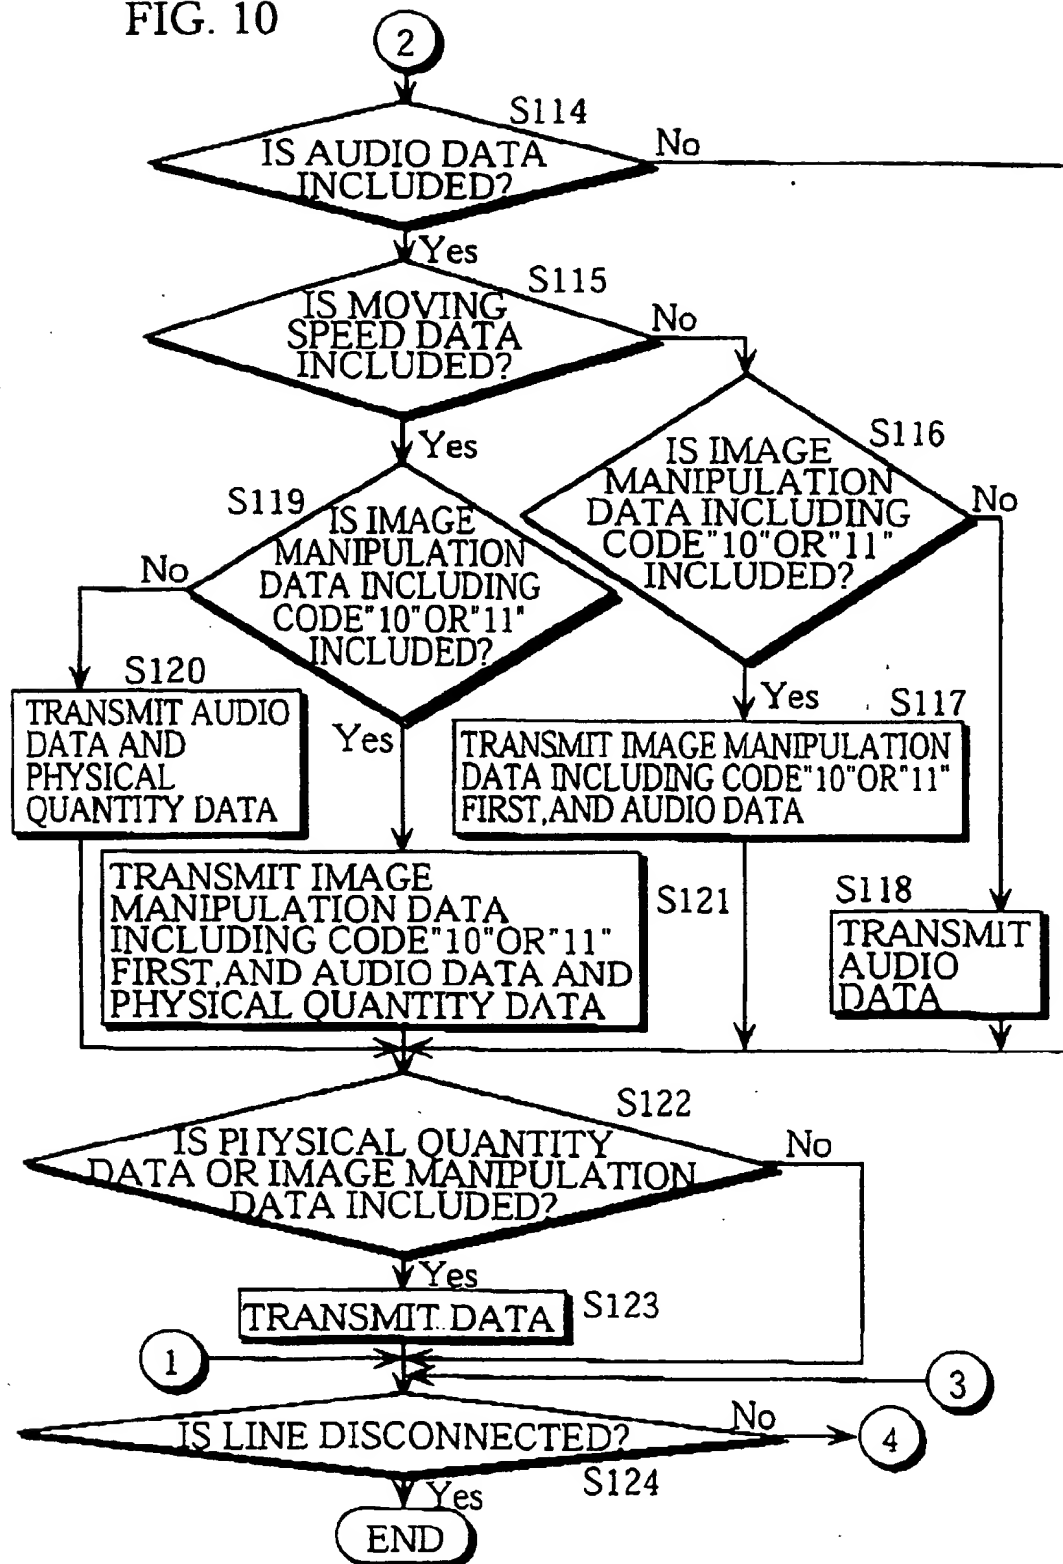 FIG. 10
2
S114
IS AUDIO DATA
INCLUDED?
No
Yes
S115
IS MOVING
SPEED DATA
INCLUDED?
No
Yes
S116
IS IMAGE
MANIPULATION
DATA INCLUDING
CODE"10"OR"11"
INCLUDED?
No
Yes
S119
IS IMAGE
MANIPULATION
DATA INCLUDING
CODE"10"OR"11"
INCLUDED?
No
Yes
S120
TRANSMIT AUDIO
DATA AND
PHYSICAL
QUANTITY DATA
S117
TRANSMIT IMAGE MANIPULATION
DATA INCLUDING CODE"10"OR"11"
FIRST,AND AUDIO DATA
S121
TRANSMIT IMAGE
MANIPULATION DATA
INCLUDING CODE"10"OR"11"
FIRST,AND AUDIO DATA AND
PHYSICAL QUANTITY DATA
S118
TRANSMIT
AUDIO
DATA
S122
IS PHYSICAL QUANTITY
DATA OR IMAGE MANIPULATION
DATA INCLUDED?
No
Yes
TRANSMIT DATA
S123
1
3
IS LINE DISCONNECTED?
No
4
S124
Yes
END